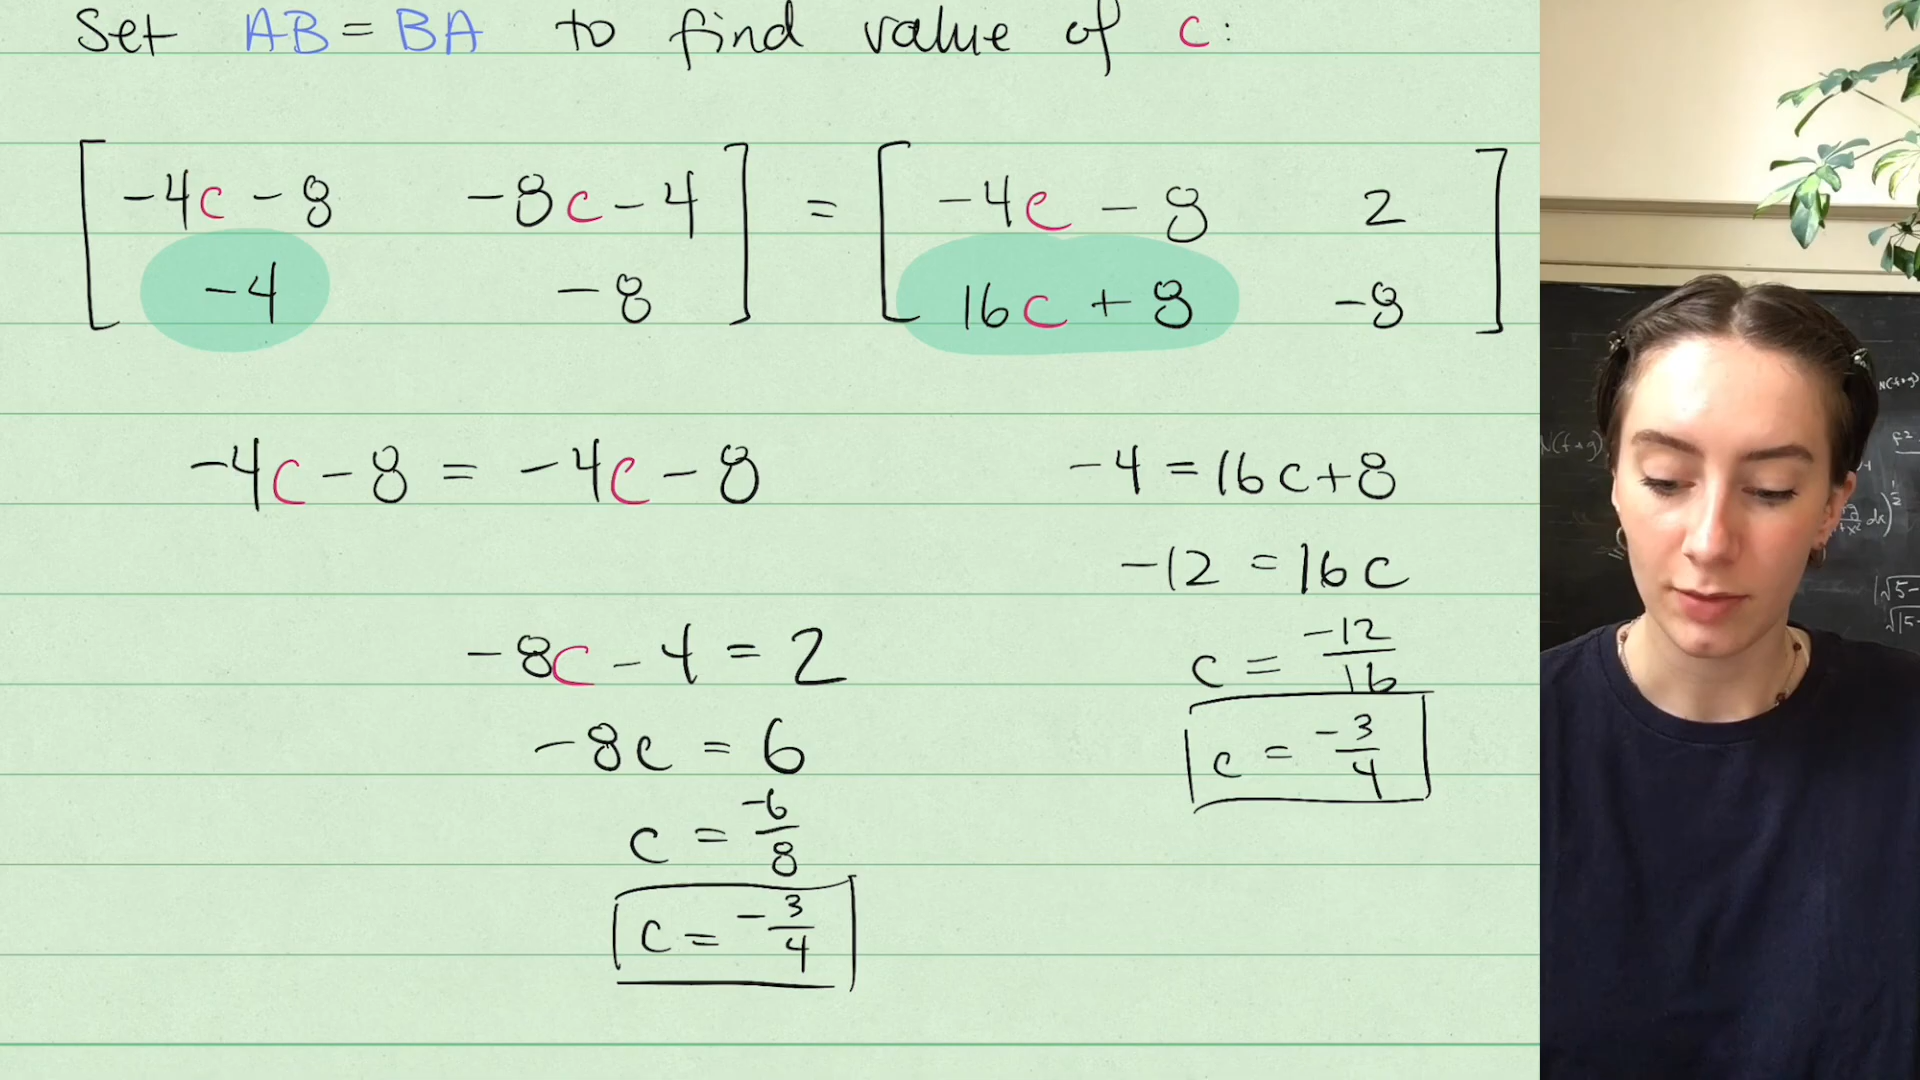 Set AB = BA to find value of c:
[ -4c - 8   -8c - 4 ] = [ -4c - 8   2 ]
[ -4   -8 ]   [ 16c + 8   -8 ]
-4c - 8 = -4c - 8
-8c - 4 = 2
-8c = 6
c = -6/8
c = -3/4
-4 = 16c + 8
-12 = 16c
c = -12/16
c = -3/4
N(f+g)